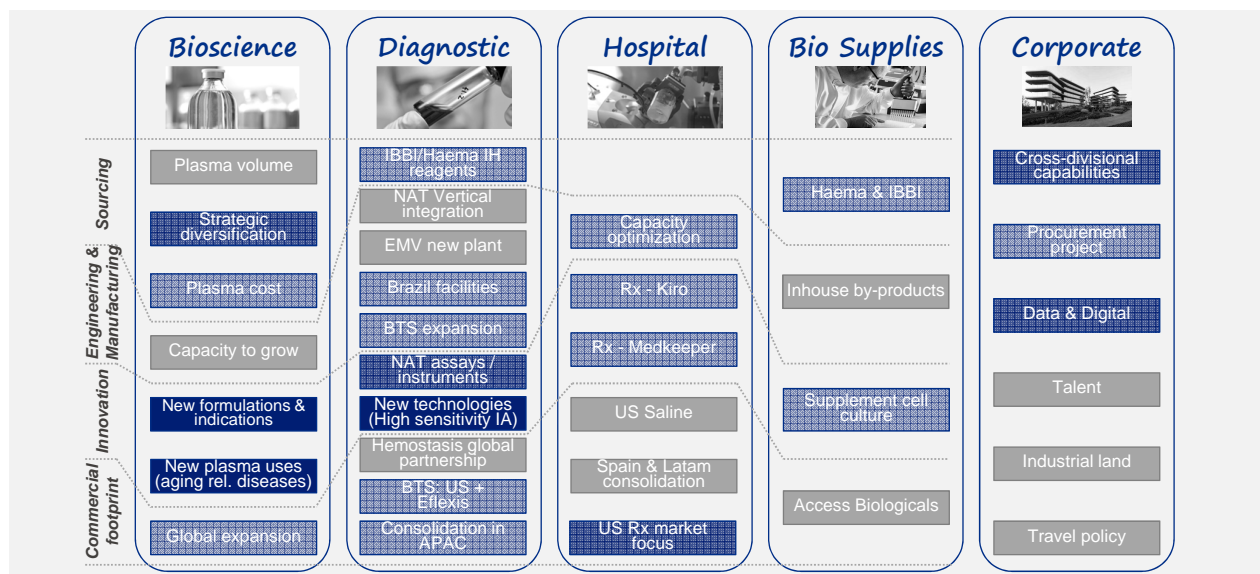 Bioscience
Diagnostic
Hospital
Bio Supplies
Corporate
Sourcing
Engineering &
Manufacturing
Innovation
Commercial
footprint
Plasma volume
Strategic
diversification
Plasma cost
Capacity to grow
New formulations &
indications
New plasma uses
(aging rel. diseases)
Global expansion
IBBI/Haema IH
reagents
NAT Vertical
integration
EMV new plant
Brazil facilities
BTS expansion
NAT assays /
instruments
New technologies
(High sensitivity IA)
Hemostasis global
partnership
BTS: US +
Eflexis
Consolidation in
APAC
Capacity
optimization
Rx - Kiro
Rx - Medkeeper
US Saline
Spain & Latam
consolidation
US Rx market
focus
Haema & IBBI
Inhouse by-products
Supplement cell
culture
Access Biologicals
Cross-divisional
capabilities
Procurement
project
Data & Digital
Talent
Industrial land
Travel policy